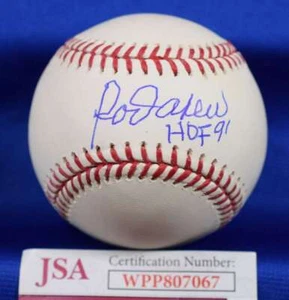 Rod Carew
HOF 91
JSA
Certification Number:
WPP807067